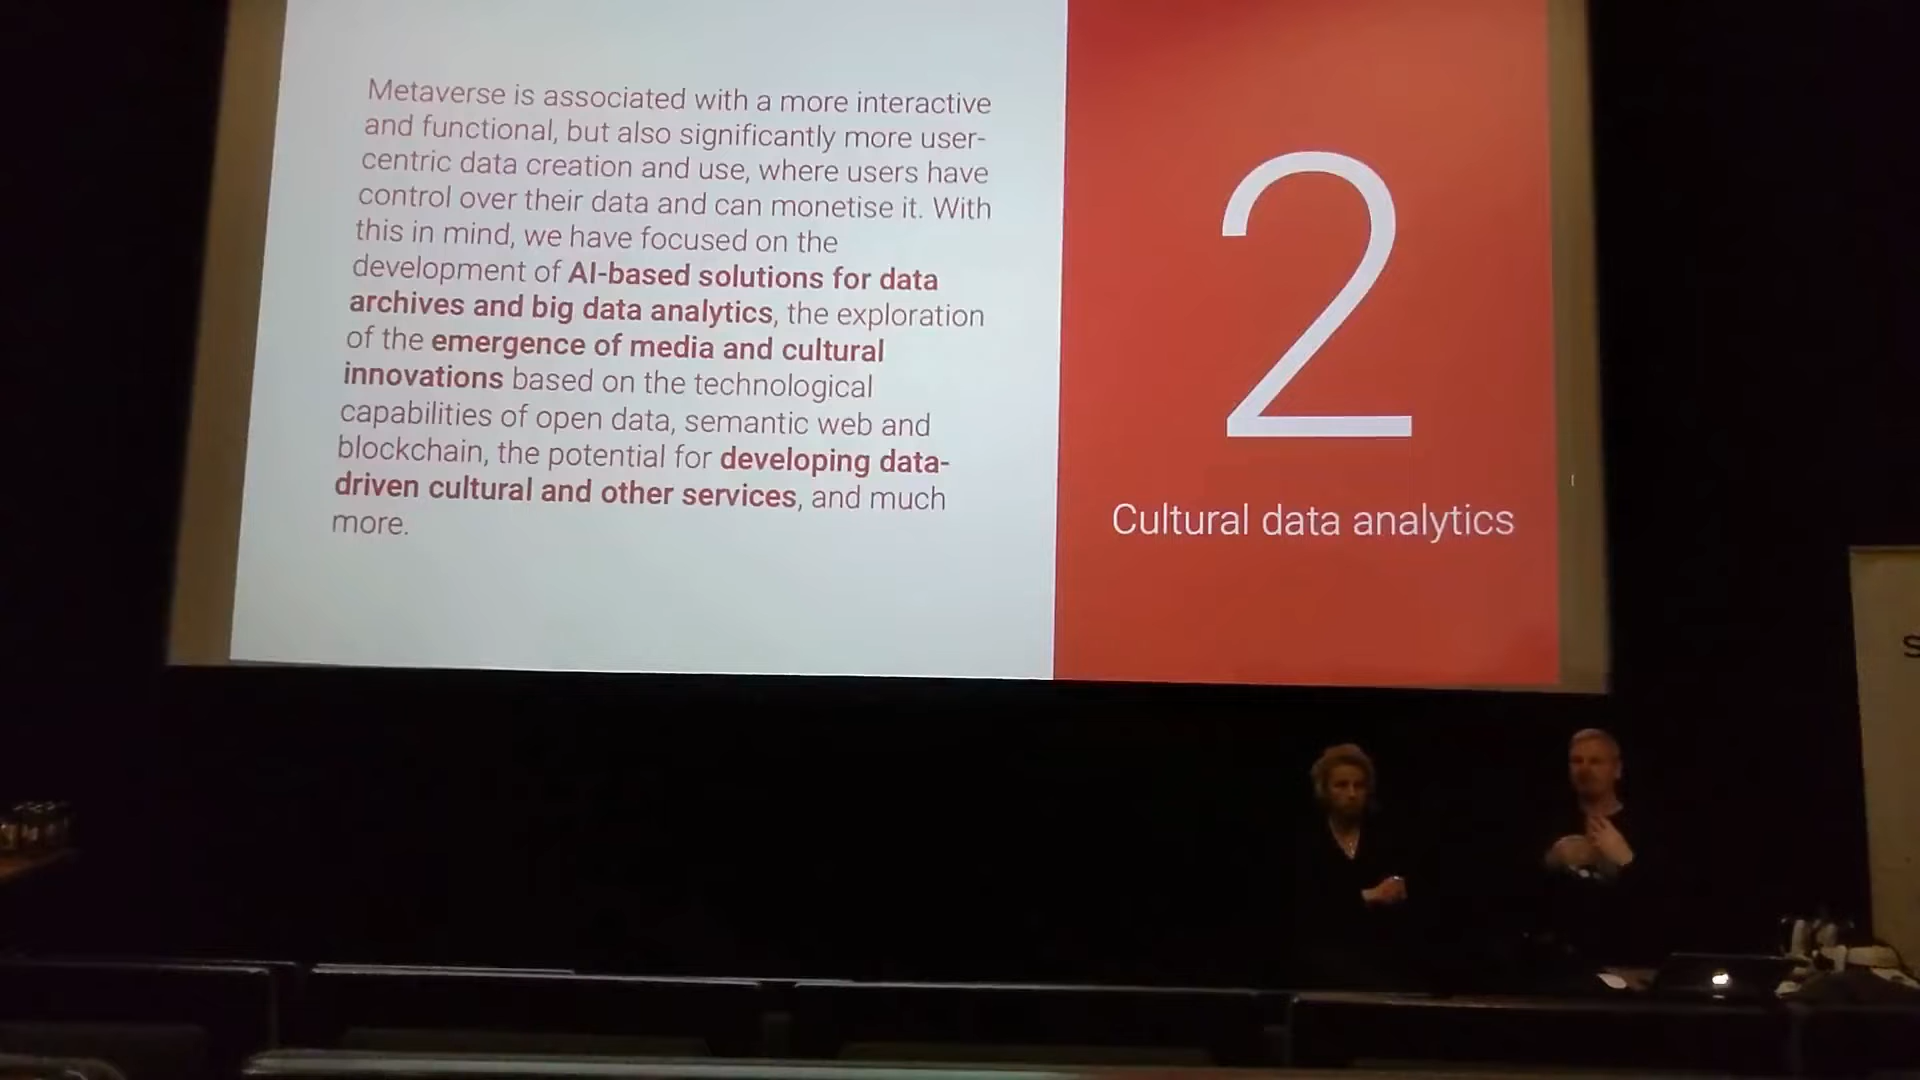 Metaverse is associated with a more interactive
and functional, but also significantly more user-
centric data creation and use, where users have
control over their data and can monetise it. With
this in mind, we have focused on the
development of AI-based solutions for data
archives and big data analytics, the exploration
of the emergence of media and cultural
innovations based on the technological
capabilities of open data, semantic web and
blockchain, the potential for developing data-
driven cultural and other services, and much
more.
2
Cultural data analytics